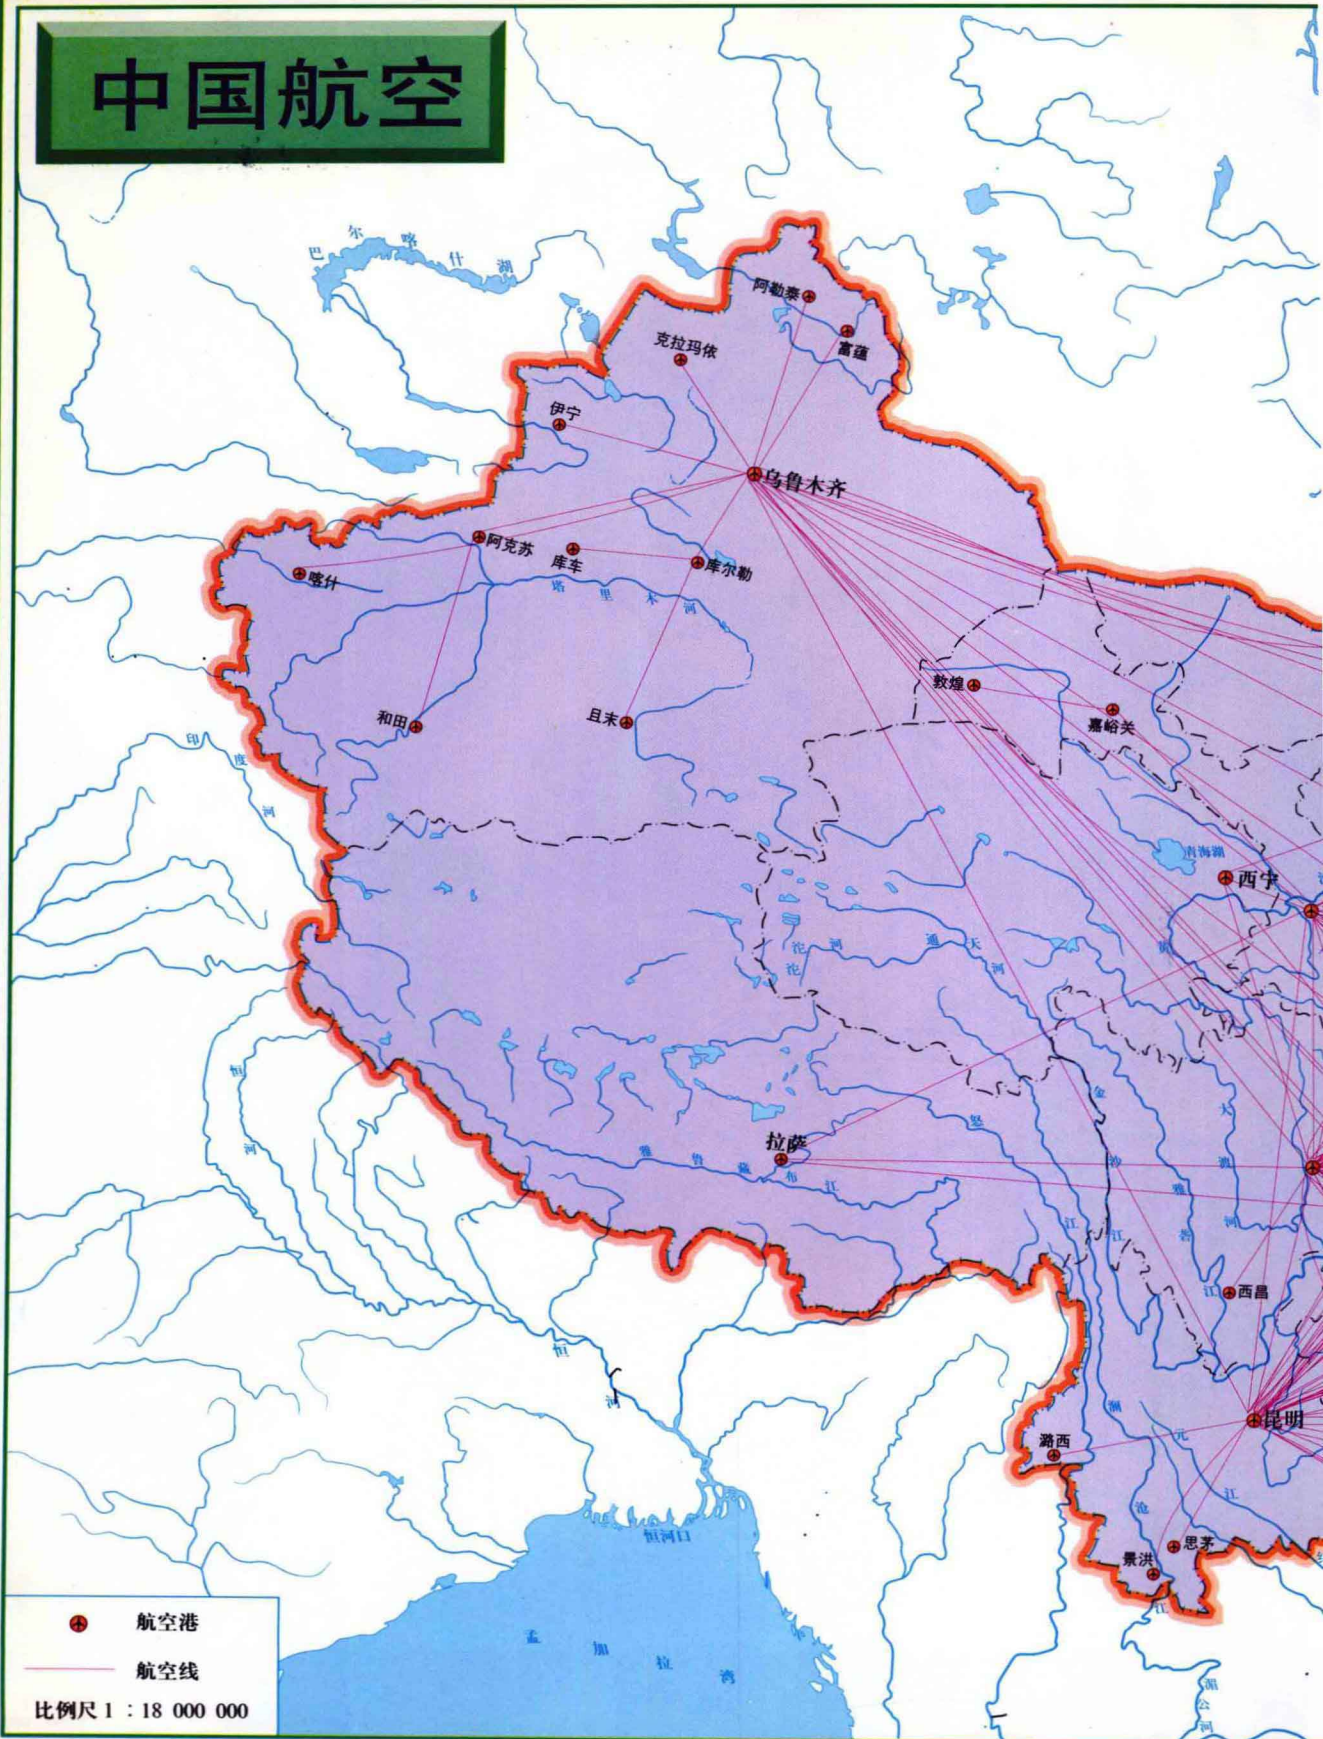 中国航空
巴尔喀什湖
阿勒泰
富蕴
克拉玛依
伊宁
乌鲁木齐
阿克苏
库车
库尔勒
喀什
塔里木河
敦煌
嘉峪关
和田
且末
印度河
青海湖
西宁
沱沱河
通天河
黄
恒河
金沙江
怒江
大渡河
雅砻江
拉萨
雅鲁藏布江
西昌
恒河
昆明
澜沧江
元江
潞西
思茅
景洪
恒河口
孟加拉湾
湄公河
航空港
航空线
比例尺 1 : 18 000 000